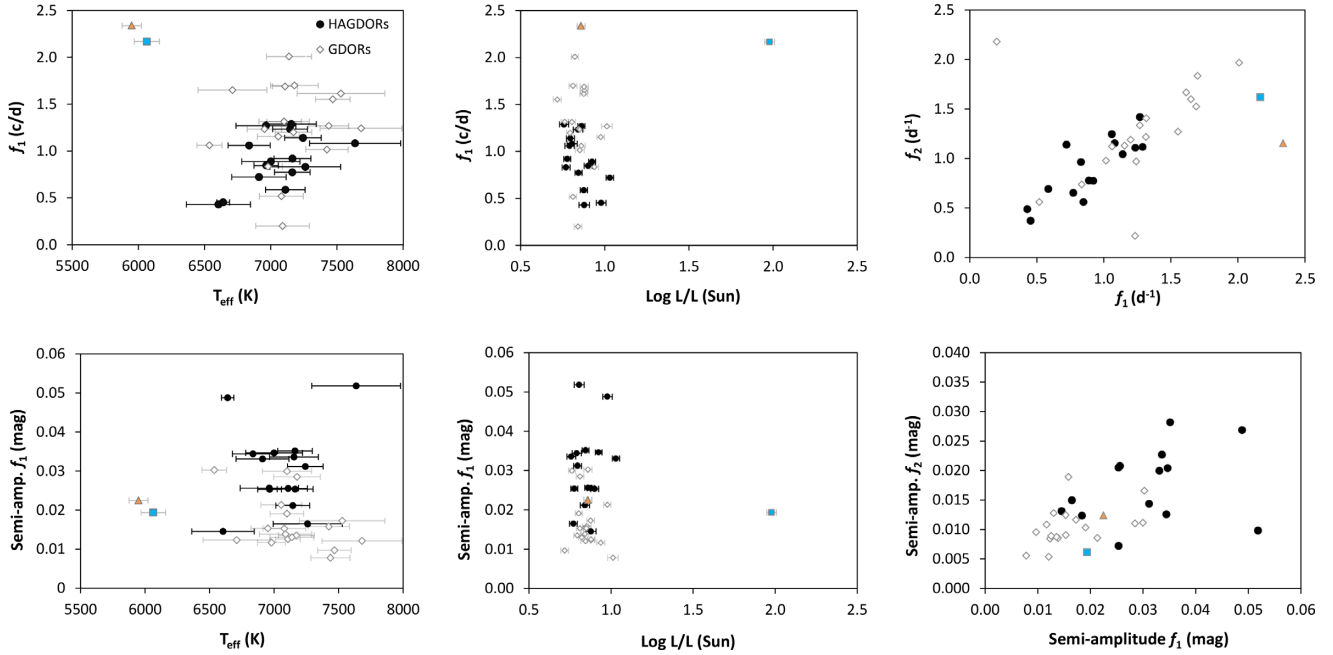 2.5
2.0
1.5
1.0
0.5
0.0
f₁ (c/d)
HAGDORs
GDORs
5500 6000 6500 7000 7500 8000
T_eff (K)
2.5
2.0
1.5
1.0
0.5
0.0
f₁ (c/d)
0.5 1.0 1.5 2.0 2.5
Log L/L (Sun)
2.5
2.0
1.5
1.0
0.5
0.0
f₂ (d⁻¹)
0.0 0.5 1.0 1.5 2.0 2.5
f₁ (d⁻¹)
0.06
0.05
0.04
0.03
0.02
0.01
0
Semi-amp. f₁ (mag)
5500 6000 6500 7000 7500 8000
T_eff (K)
0.06
0.05
0.04
0.03
0.02
0.01
0.00
Semi-amp. f₁ (mag)
0.5 1.0 1.5 2.0 2.5
Log L/L (Sun)
0.040
0.035
0.030
0.025
0.020
0.015
0.010
0.005
0.000
Semi-amp. f₂ (mag)
0.00 0.01 0.02 0.03 0.04 0.05 0.06
Semi-amplitude f₁ (mag)